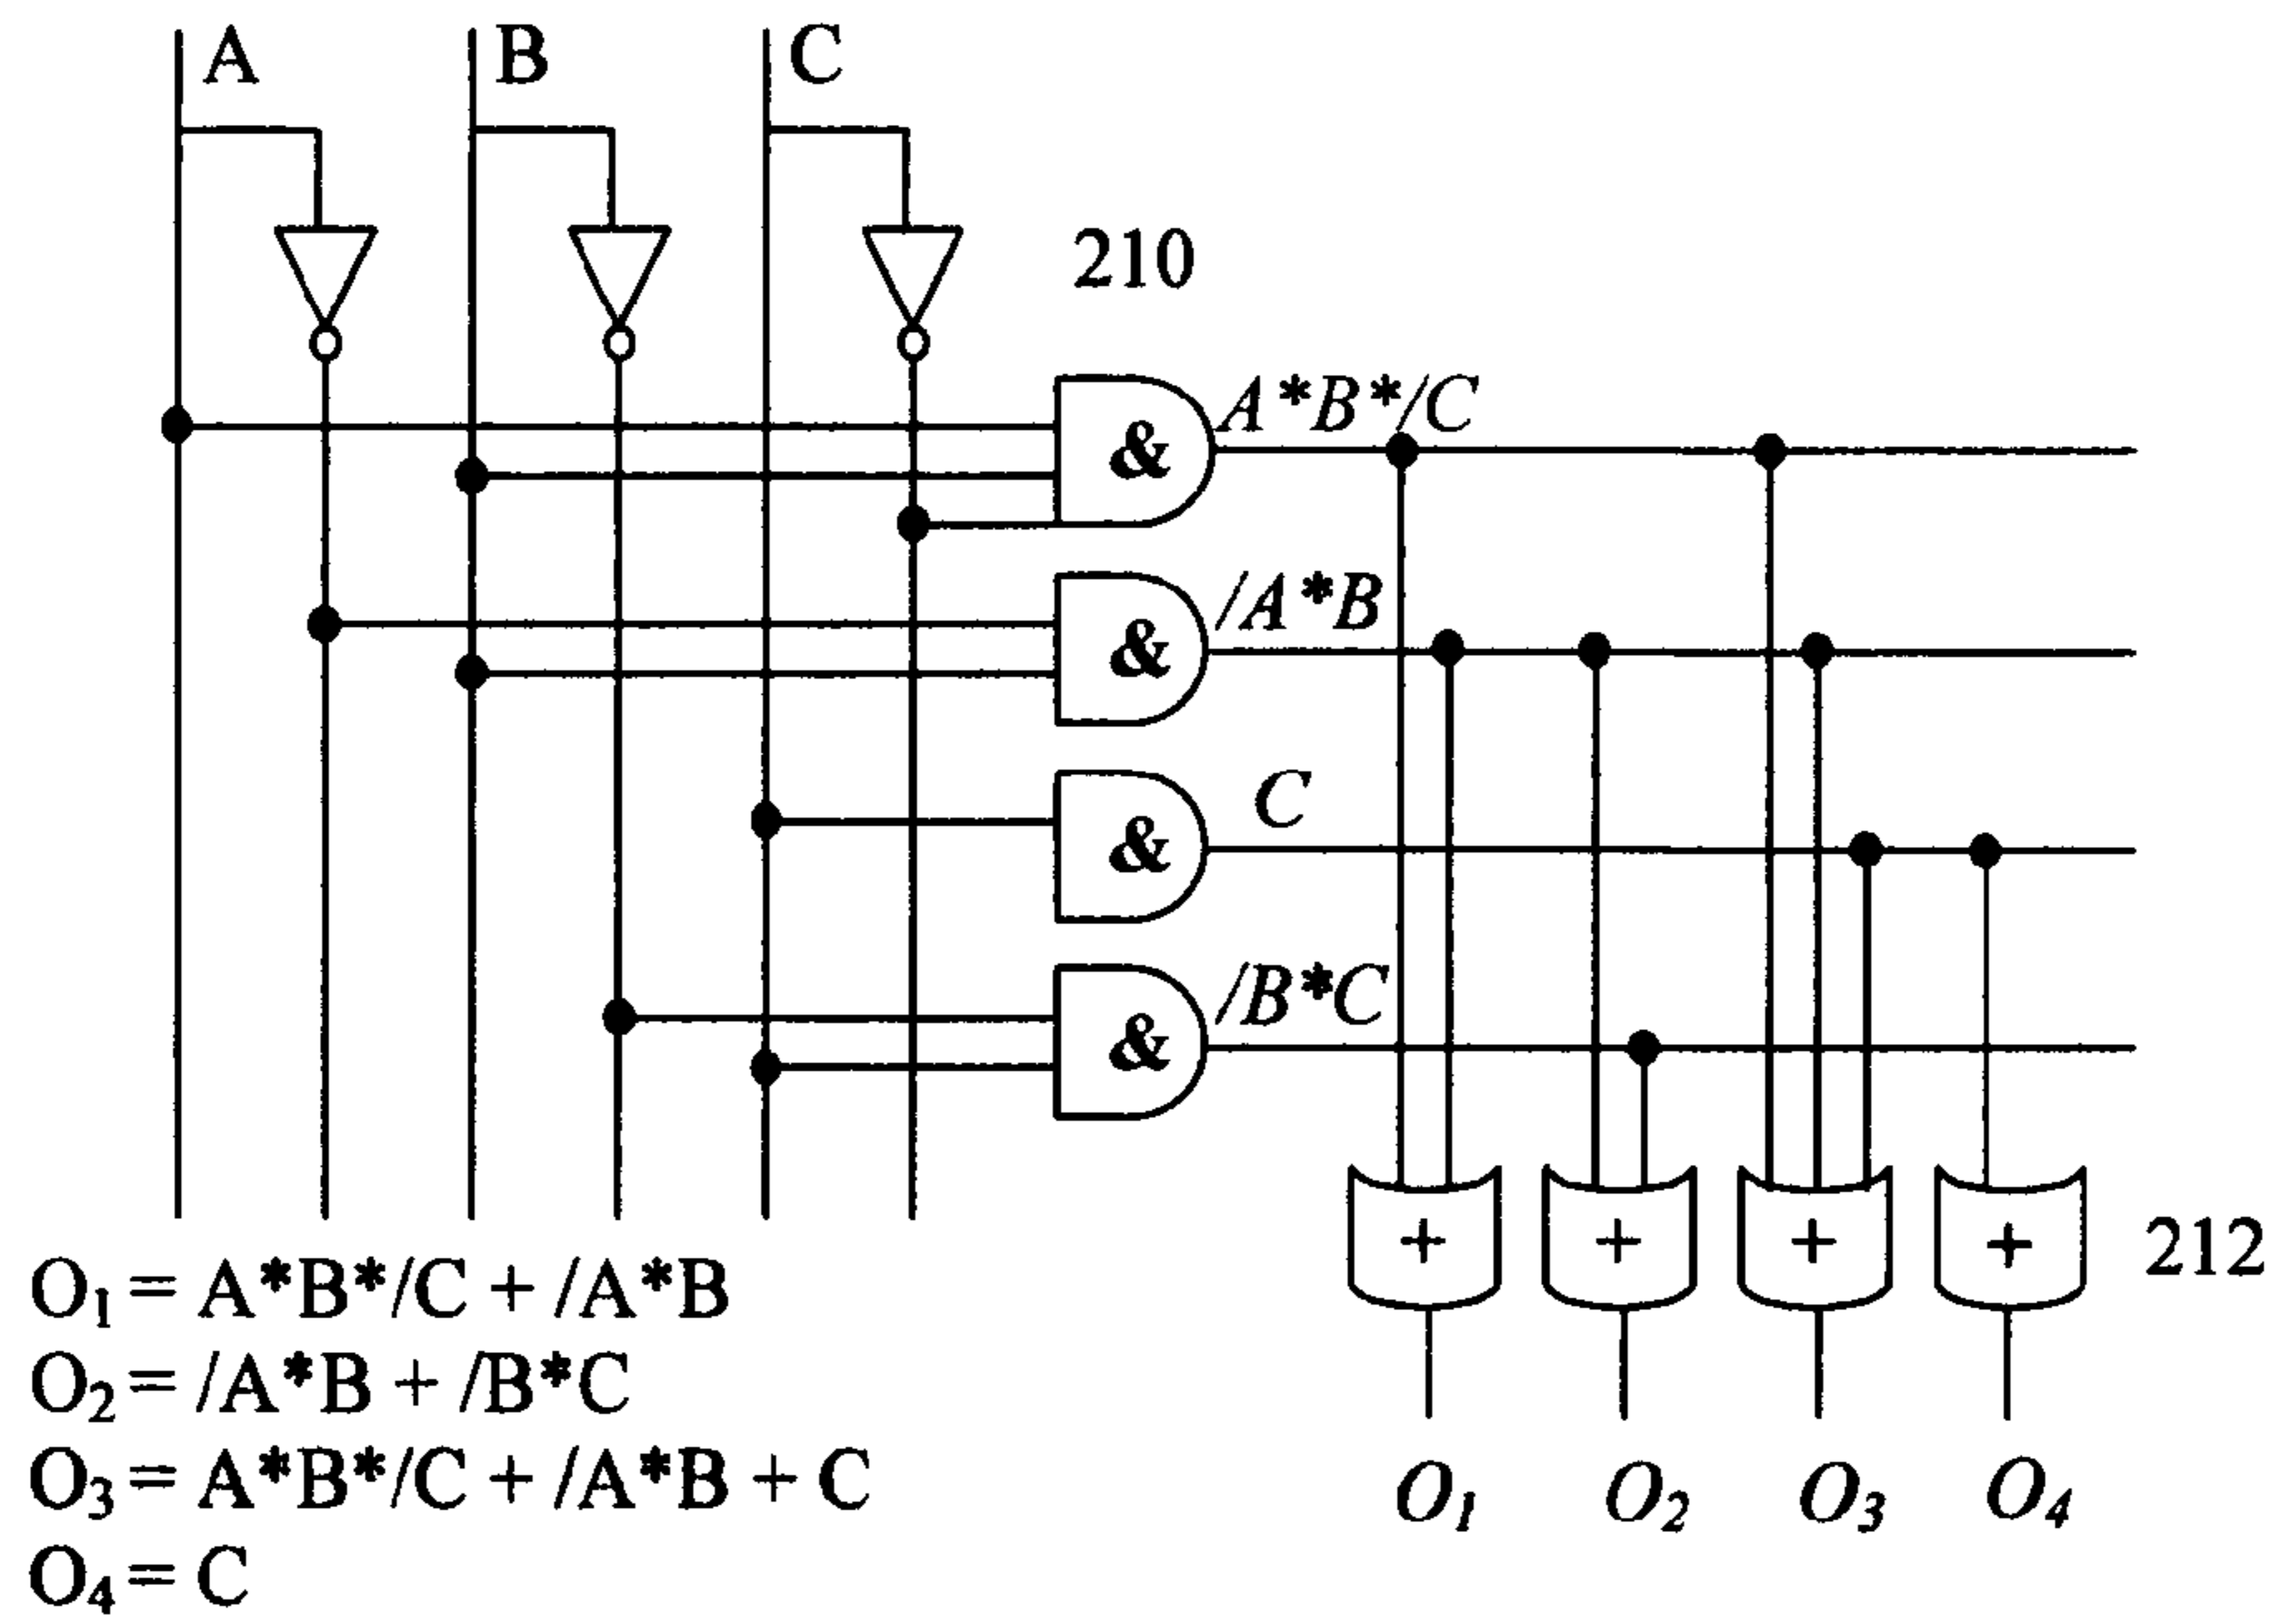 A B C
210
A*B*/C
&
/A*B
&
C
&
/B*C
&
+ + + +
212
O₁ = A*B*/C + /A*B
O₂ = /A*B + /B*C
O₃ = A*B*/C + /A*B + C
O₄ = C
O₁ O₂ O₃ O₄